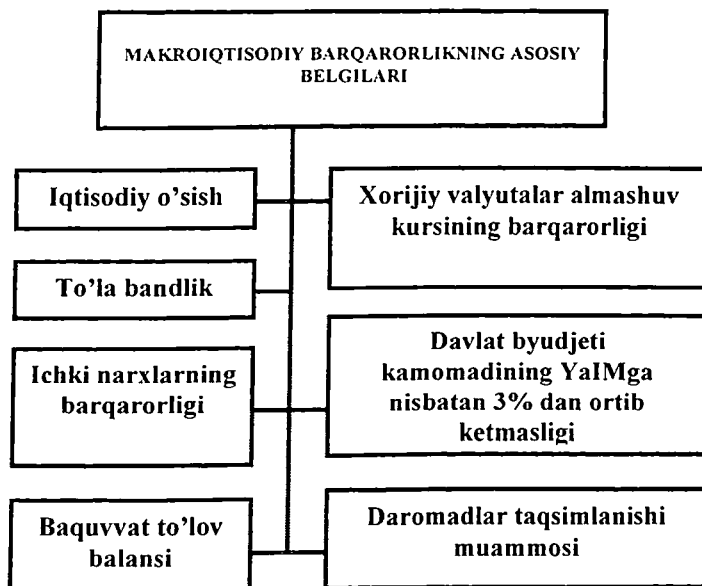 MAKROIQTISODIY BARQARORLIKNING ASOSIY
BELGILARI
Iqtisodiy o'sish
Xorijiy valyutalar almashuv
kursining barqarorligi
To'la bandlik
Ichki narxlarning
barqarorligi
Davlat byudjeti
kamomadining YaIMga
nisbatan 3% dan ortib
ketmasligi
Baquvvat to'lov
balansi
Daromadlar taqsimlanishi
muammosi